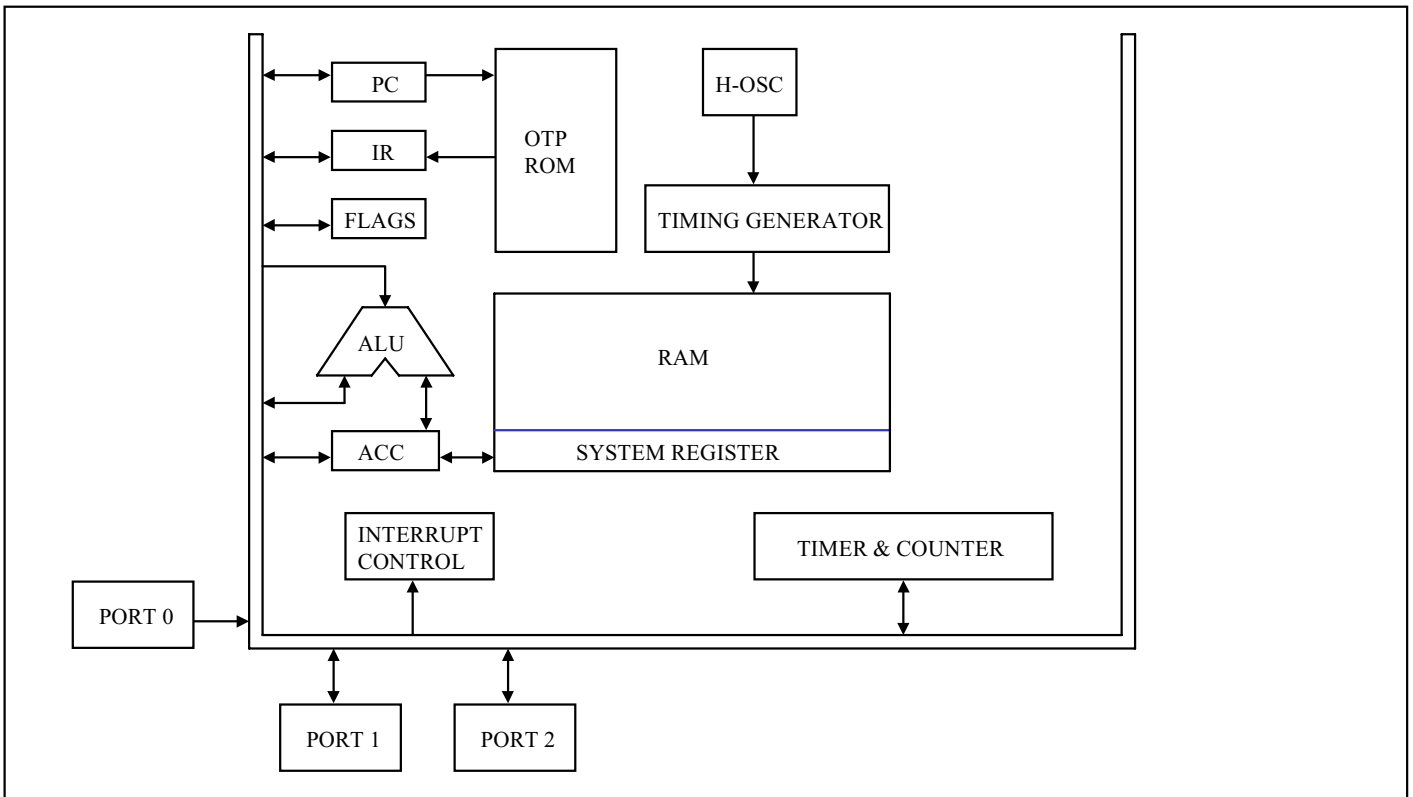 PC
H-OSC
OTP
ROM
IR
FLAGS
TIMING GENERATOR
ALU
RAM
ACC
SYSTEM REGISTER
INTERRUPT
CONTROL
TIMER & COUNTER
PORT 0
PORT 1
PORT 2